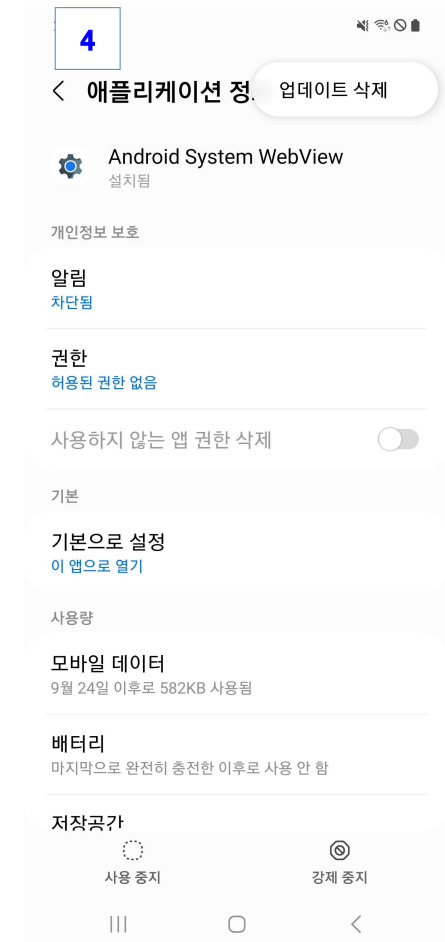 4
애플리케이션 정
업데이트 삭제
Android System WebView
설치됨
개인정보 보호
알림
차단됨
권한
허용된 권한 없음
사용하지 않는 앱 권한 삭제
기본
기본으로 설정
이 앱으로 열기
사용량
모바일 데이터
9월 24일 이후로 582KB 사용됨
배터리
마지막으로 완전히 충전한 이후로 사용 안 함
저장공간
사용 중지
강제 중지